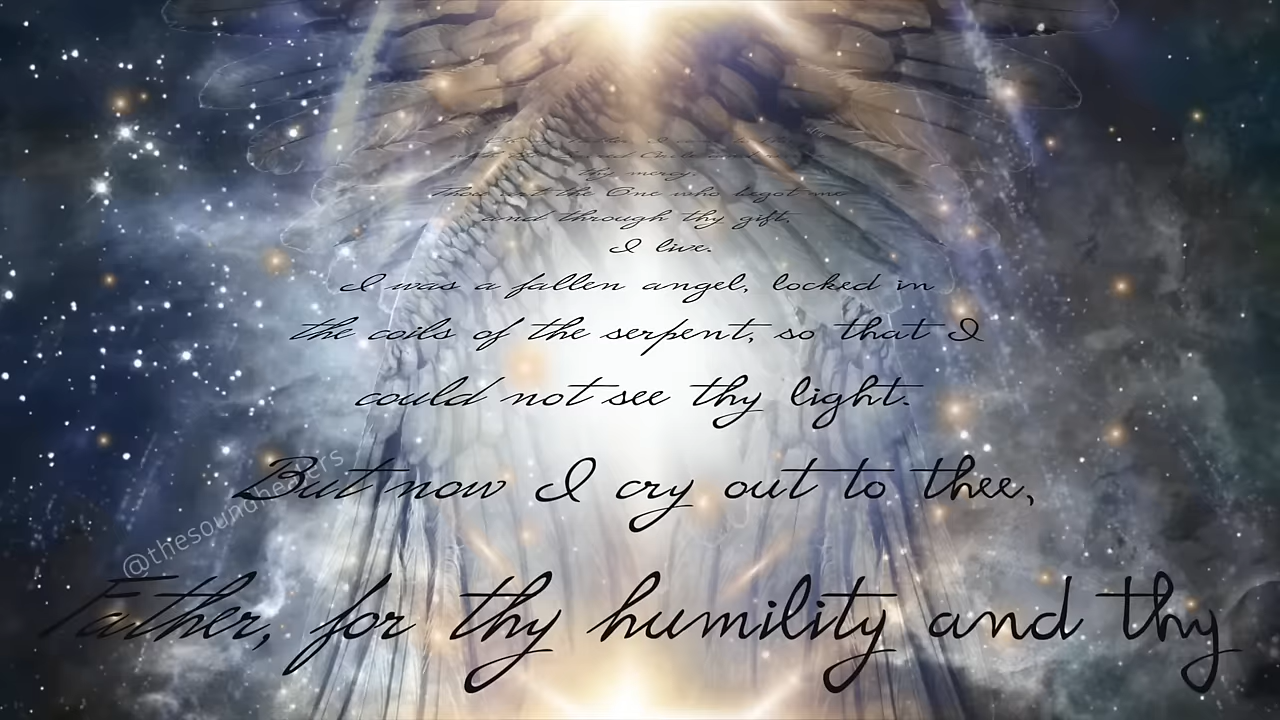 thy mercy.
Thou art the One who begot me
and through thy gift,
I live.
I was a fallen angel, locked in
the coils of the serpent, so that I
could not see thy light.
But now I cry out to thee,
@thesoundhealers
Father, for thy humility and thy